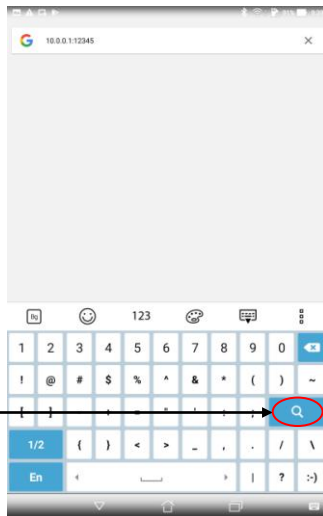 10.0.0.1:12345
123
1 2 3 4 5 6 7 8 9 0
! @ # $ % ^ & * ( ) ~
1/2 { } < > _ , . / \
En | ? :-)